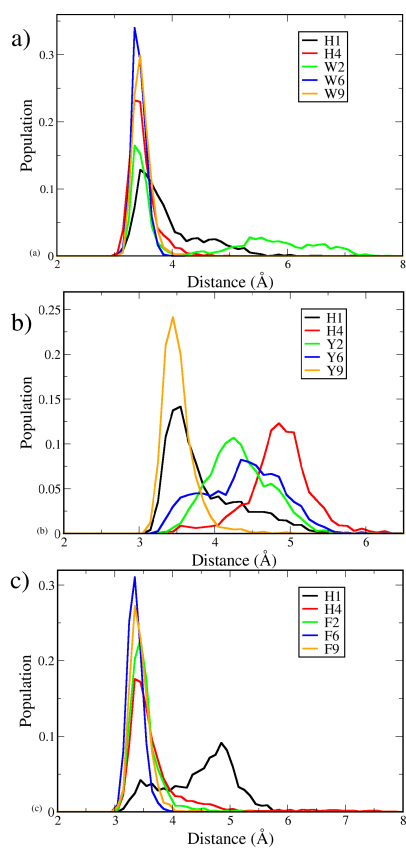 a)
H1
H4
W2
W6
W9
Population
0.3
0.2
0.1
0
(a)
2
4
6
8
Distance (Å)
b)
H1
H4
Y2
Y6
Y9
Population
0.25
0.2
0.15
0.1
0.05
0
(b)
2
3
4
5
6
Distance (Å)
c)
H1
H4
F2
F6
F9
Population
0.3
0.2
0.1
0
(c)
2
3
4
5
6
7
8
Distance (Å)